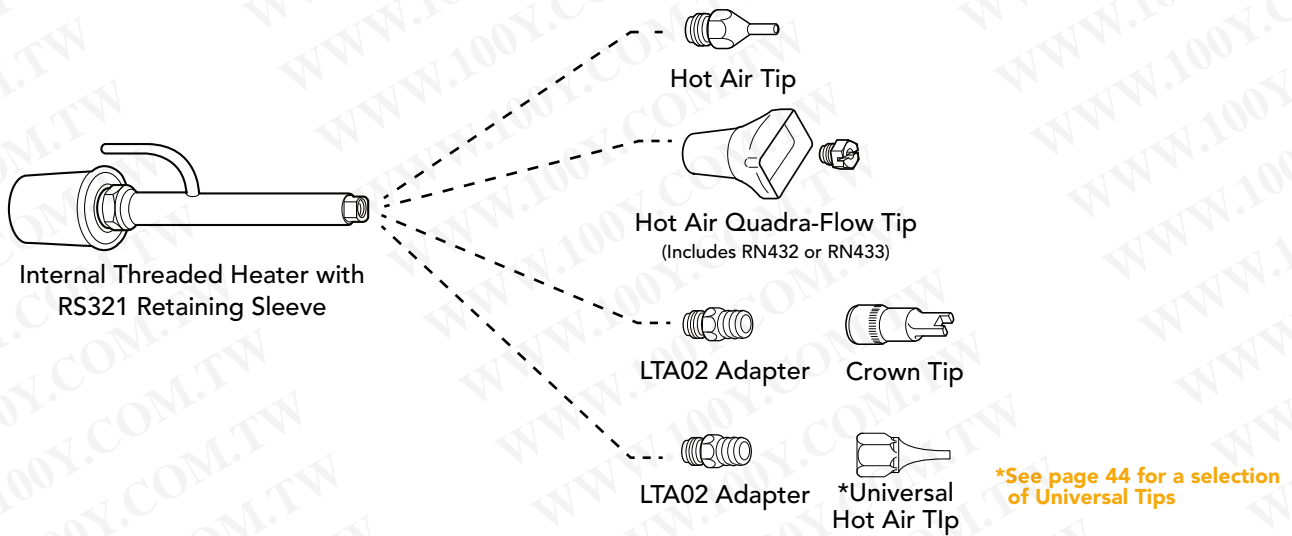 Hot Air Tip
Hot Air Quadra-Flow Tip
(Includes RN432 or RN433)
Internal Threaded Heater with
RS321 Retaining Sleeve
LTA02 Adapter
Crown Tip
LTA02 Adapter
*Universal
Hot Air TIp
*See page 44 for a selection
of Universal Tips
WWW.100Y.COM.TW